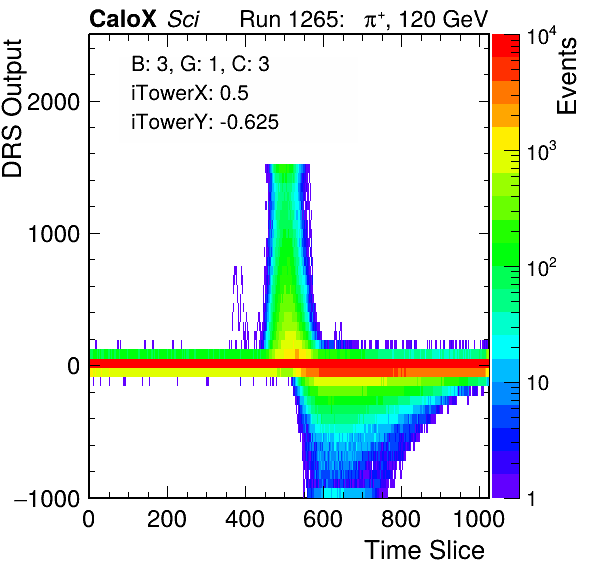 CaloX Sci Run 1265: π⁺, 120 GeV
B: 3, G: 1, C: 3
iTowerX: 0.5
iTowerY: -0.625
DRS Output
2000
1000
0
−1000
0 200 400 600 800 1000
Time Slice
Events
10⁴
10³
10²
10
1